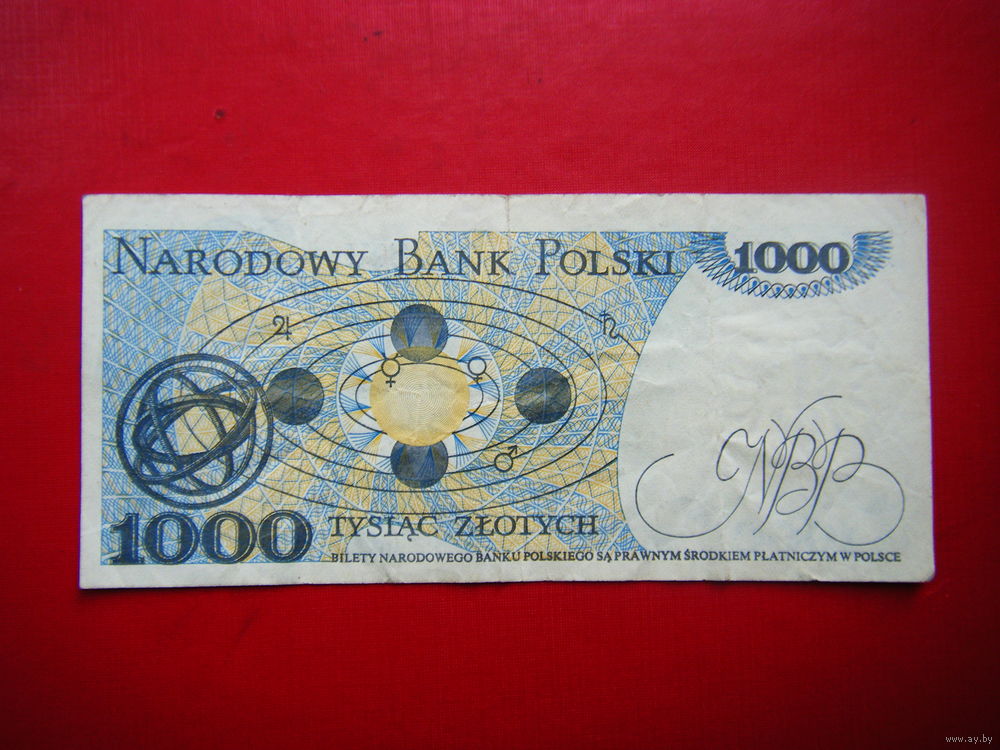 NARODOWY BANK POLSKI 1000
NBP
1000 TYSIĄC ZŁOTYCH
BILETY NARODOWEGO BANKU POLSKIEGO SĄ PRAWNYM ŚRODKIEM PŁATNICZYM W POLSCE
www.ay.by